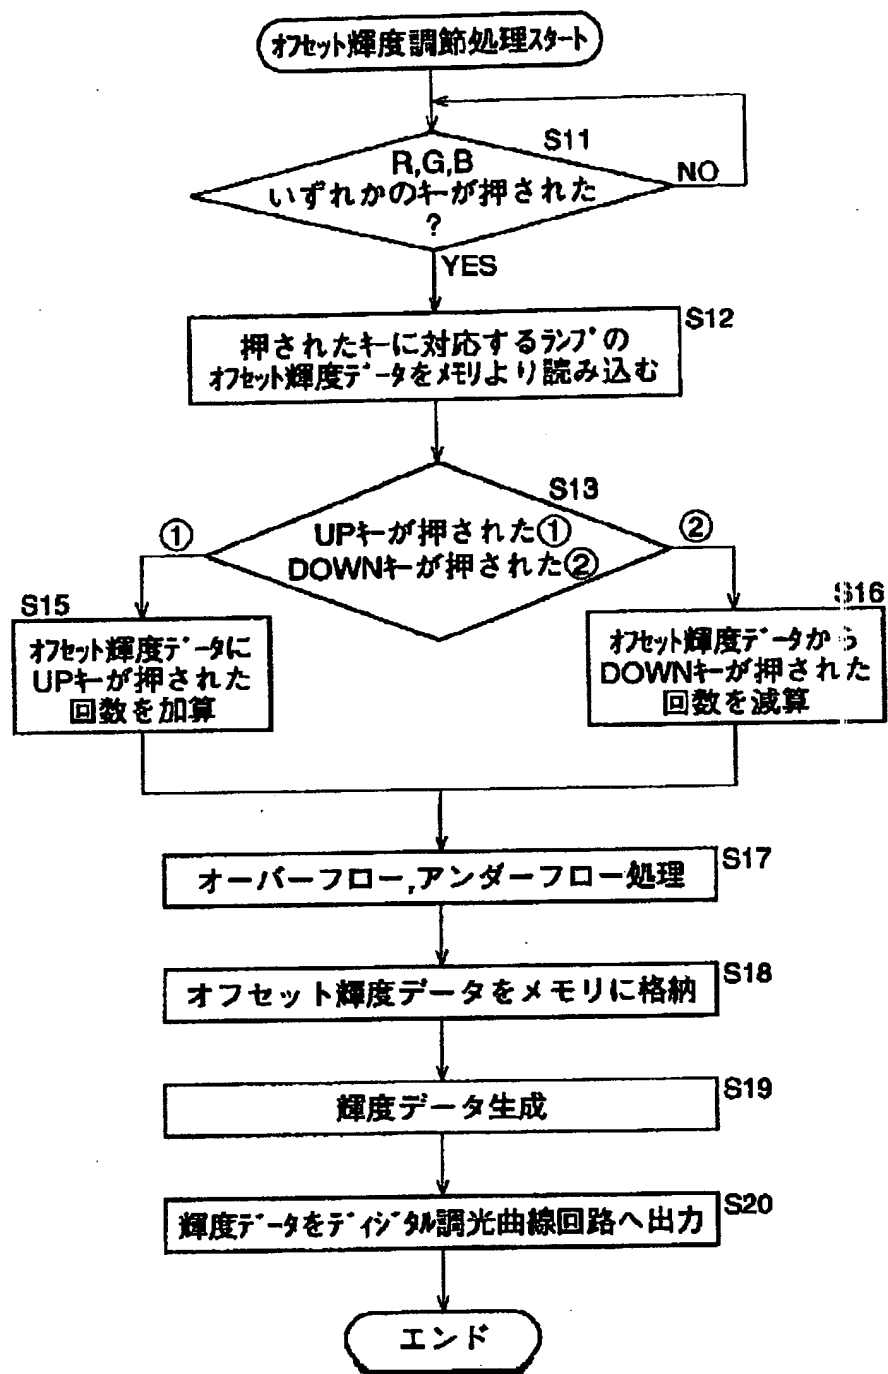 オフセット輝度調節処理スタート
S11
R,G,B
いずれかのキーが押された
?
NO
YES
S12
押されたキーに対応するランプの
オフセット輝度データをメモリより読み込む
S13
①
UPキーが押された①
DOWNキーが押された②
②
S15
オフセット輝度データに
UPキーが押された
回数を加算
S16
オフセット輝度データから
DOWNキーが押された
回数を減算
S17
オーバーフロー,アンダーフロー処理
S18
オフセット輝度データをメモリに格納
S19
輝度データ生成
S20
輝度データをディジタル調光曲線回路へ出力
エンド